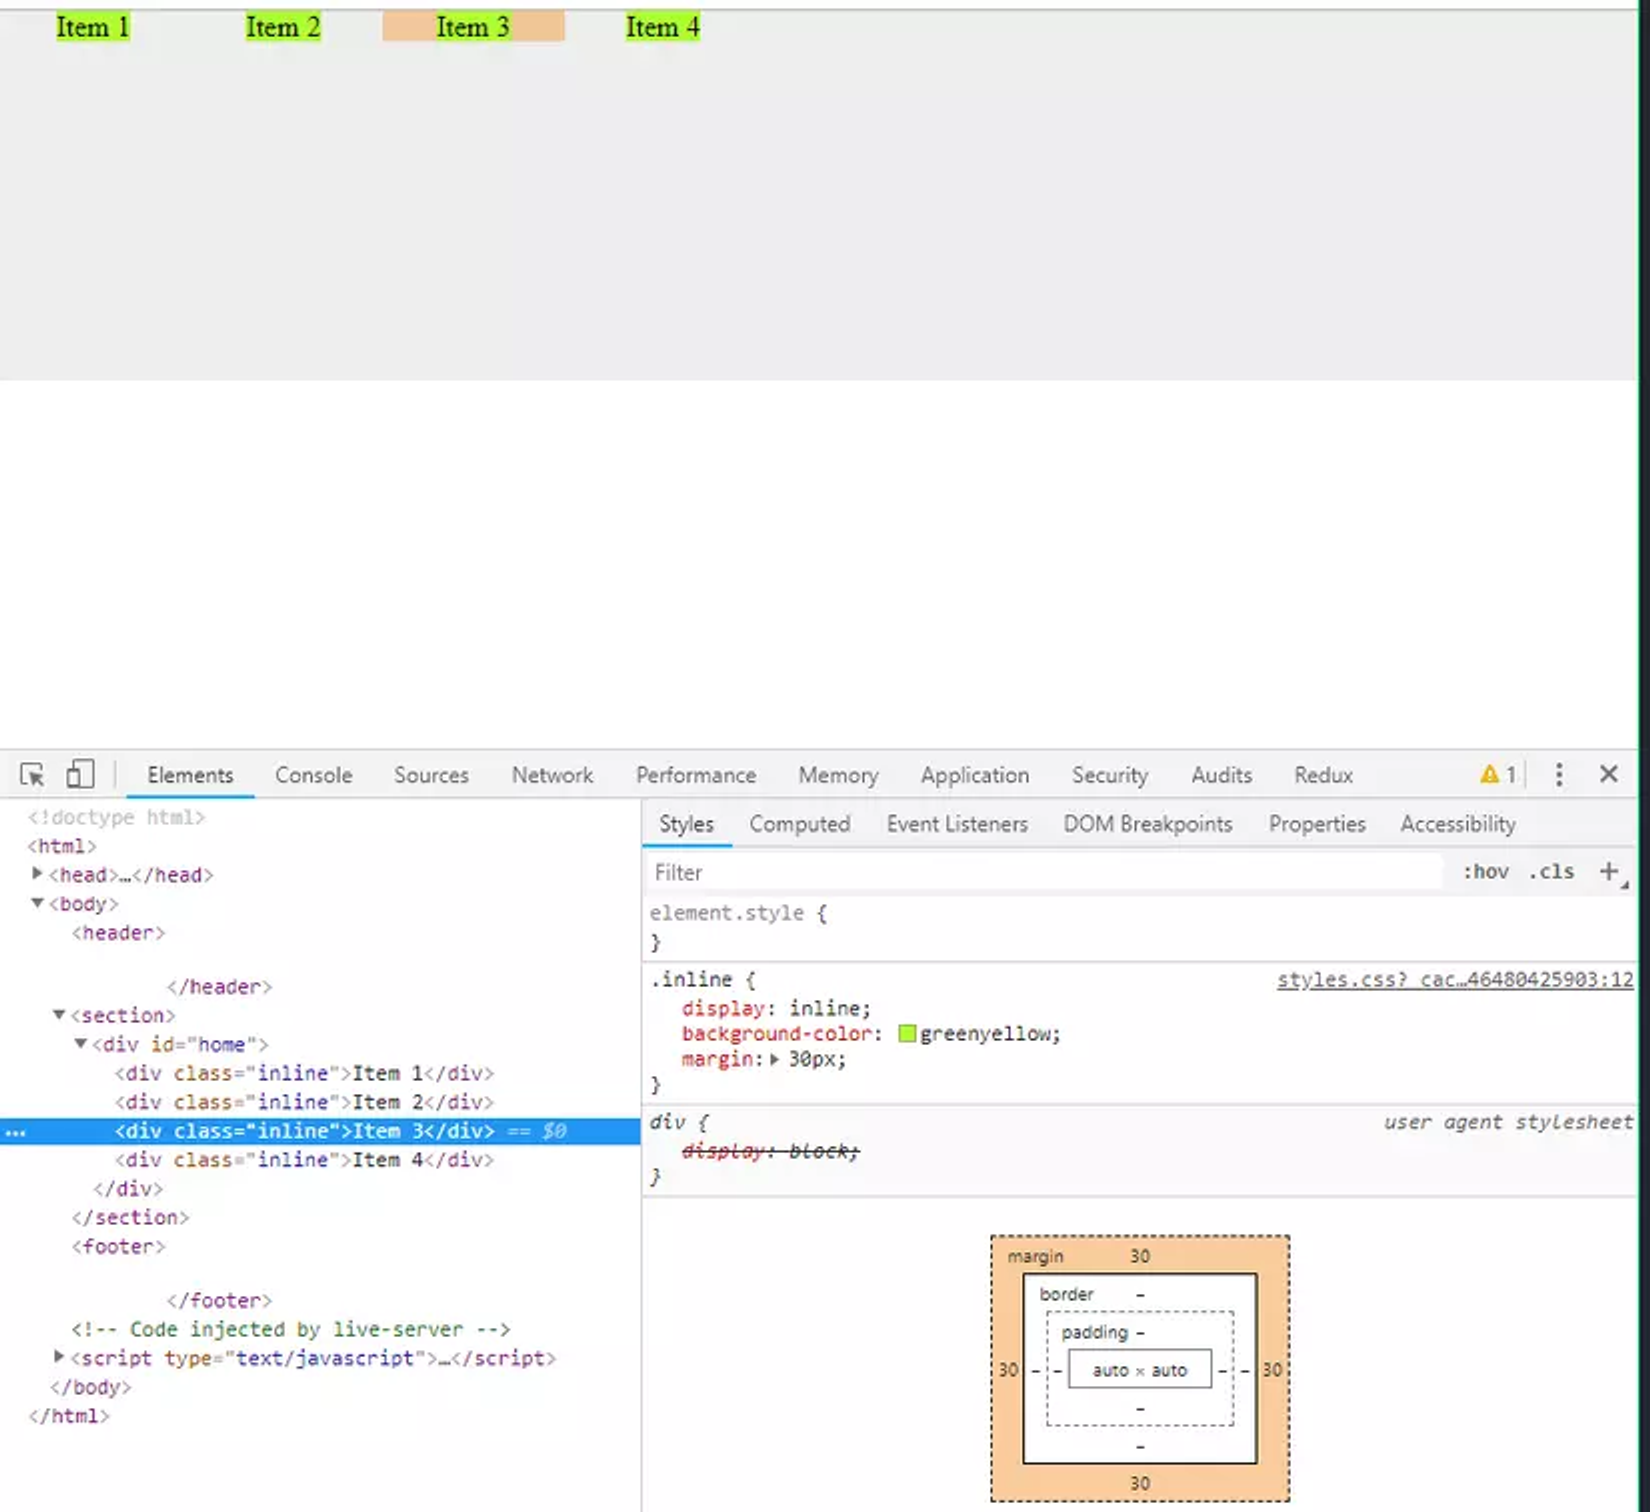 Item 1 Item 2 Item 3 Item 4
Elements Console Sources Network Performance Memory Application Security Audits Redux 1
<!doctype html>
<html>
<head>…</head>
<body>
<header>
</header>
<section>
<div id="home">
<div class="inline">Item 1</div>
<div class="inline">Item 2</div>
… <div class="inline">Item 3</div> == $0
<div class="inline">Item 4</div>
</div>
</section>
<footer>
</footer>
<!-- Code injected by live-server -->
<script type="text/javascript">…</script>
</body>
</html>
Styles Computed Event Listeners DOM Breakpoints Properties Accessibility
Filter :hov .cls +
element.style {
}
.inline { styles.css?_cac…46480425903:12
display: inline;
background-color: greenyellow;
margin: 30px;
}
div { user agent stylesheet
display: block;
}
margin 30
border -
padding -
30 - - auto × auto - - 30
-
-
30